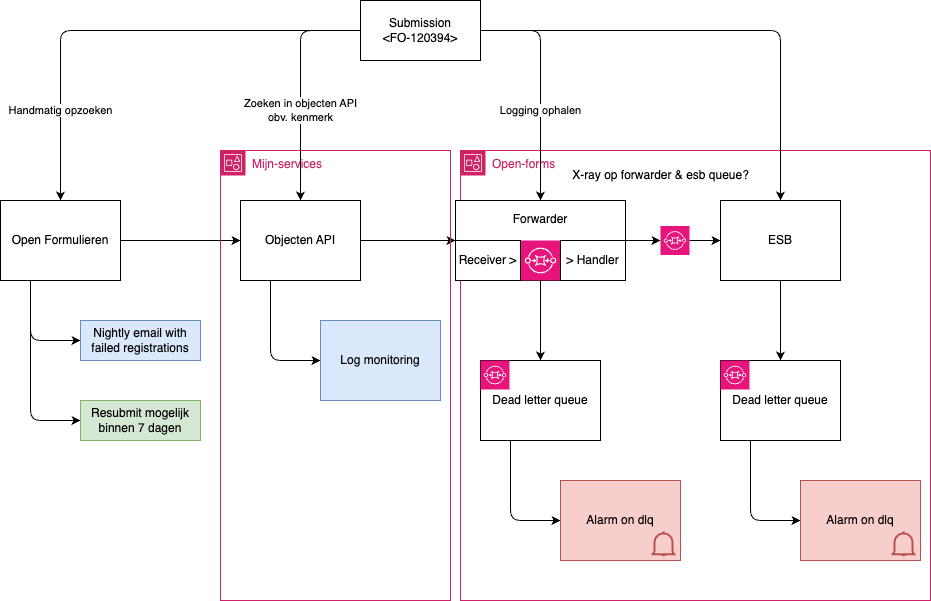 Submission
<FO-120394>
Handmatig opzoeken
Zoeken in objecten API
obv. kenmerk
Logging ophalen
Mijn-services
Open-forms
X-ray op forwarder & esb queue?
Open Formulieren
Objecten API
Forwarder
Receiver >
> Handler
ESB
Nightly email with
failed registrations
Log monitoring
Resubmit mogelijk
binnen 7 dagen
Dead letter queue
Dead letter queue
Alarm on dlq
Alarm on dlq